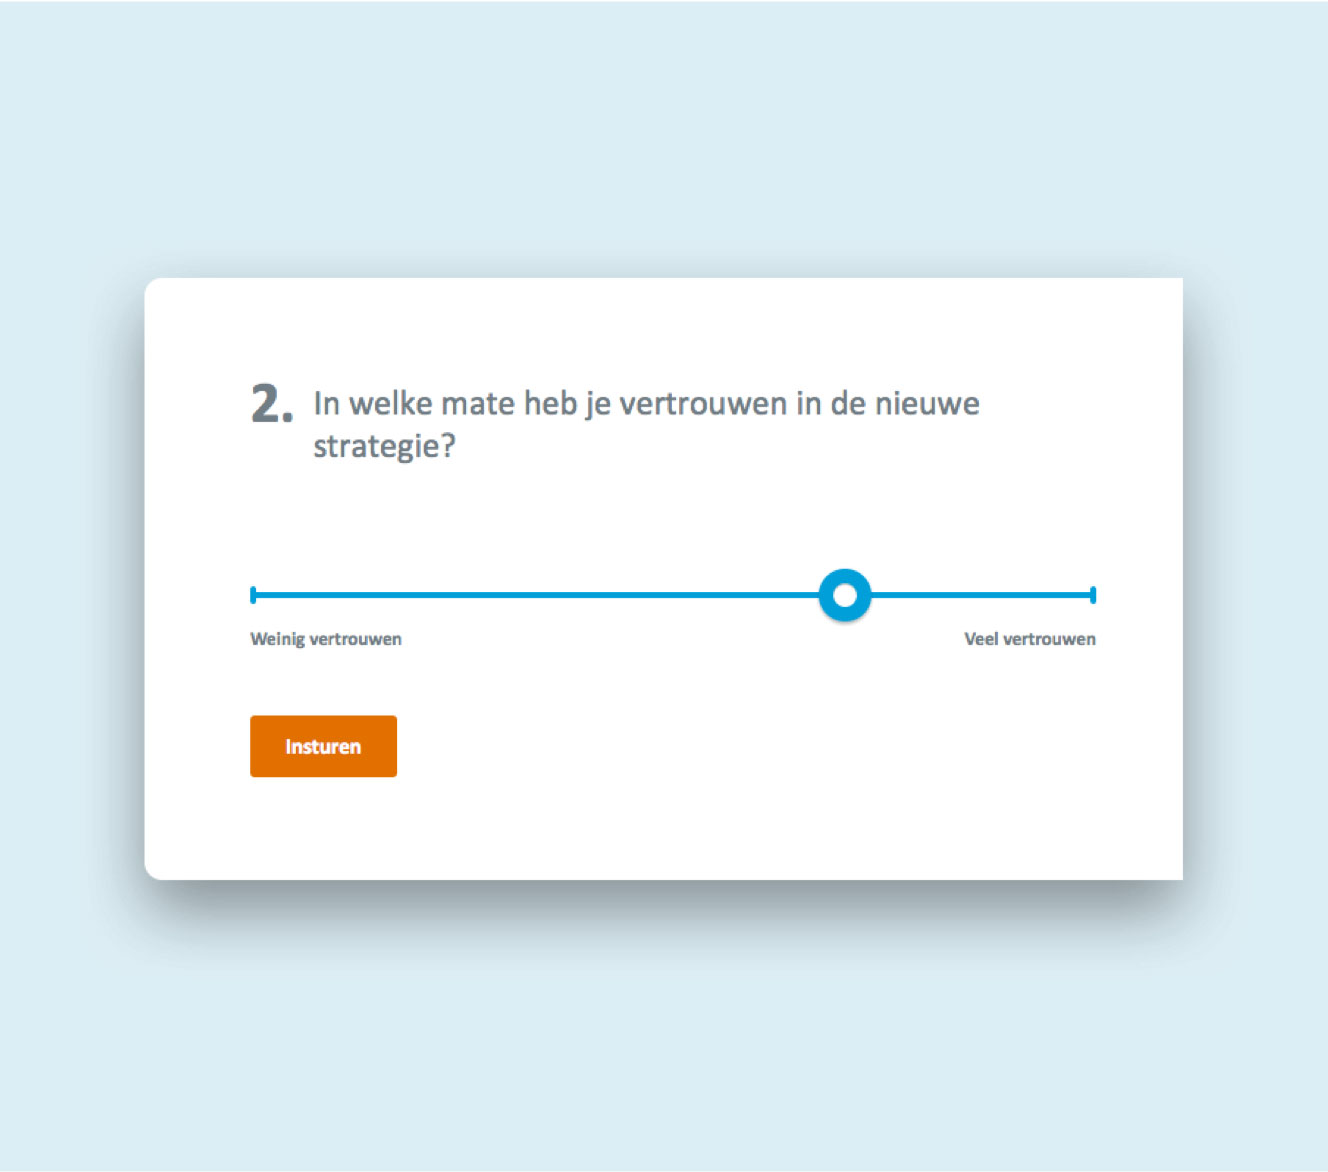 2. In welke mate heb je vertrouwen in de nieuwe
strategie?
Weinig vertrouwen
Veel vertrouwen
Insturen